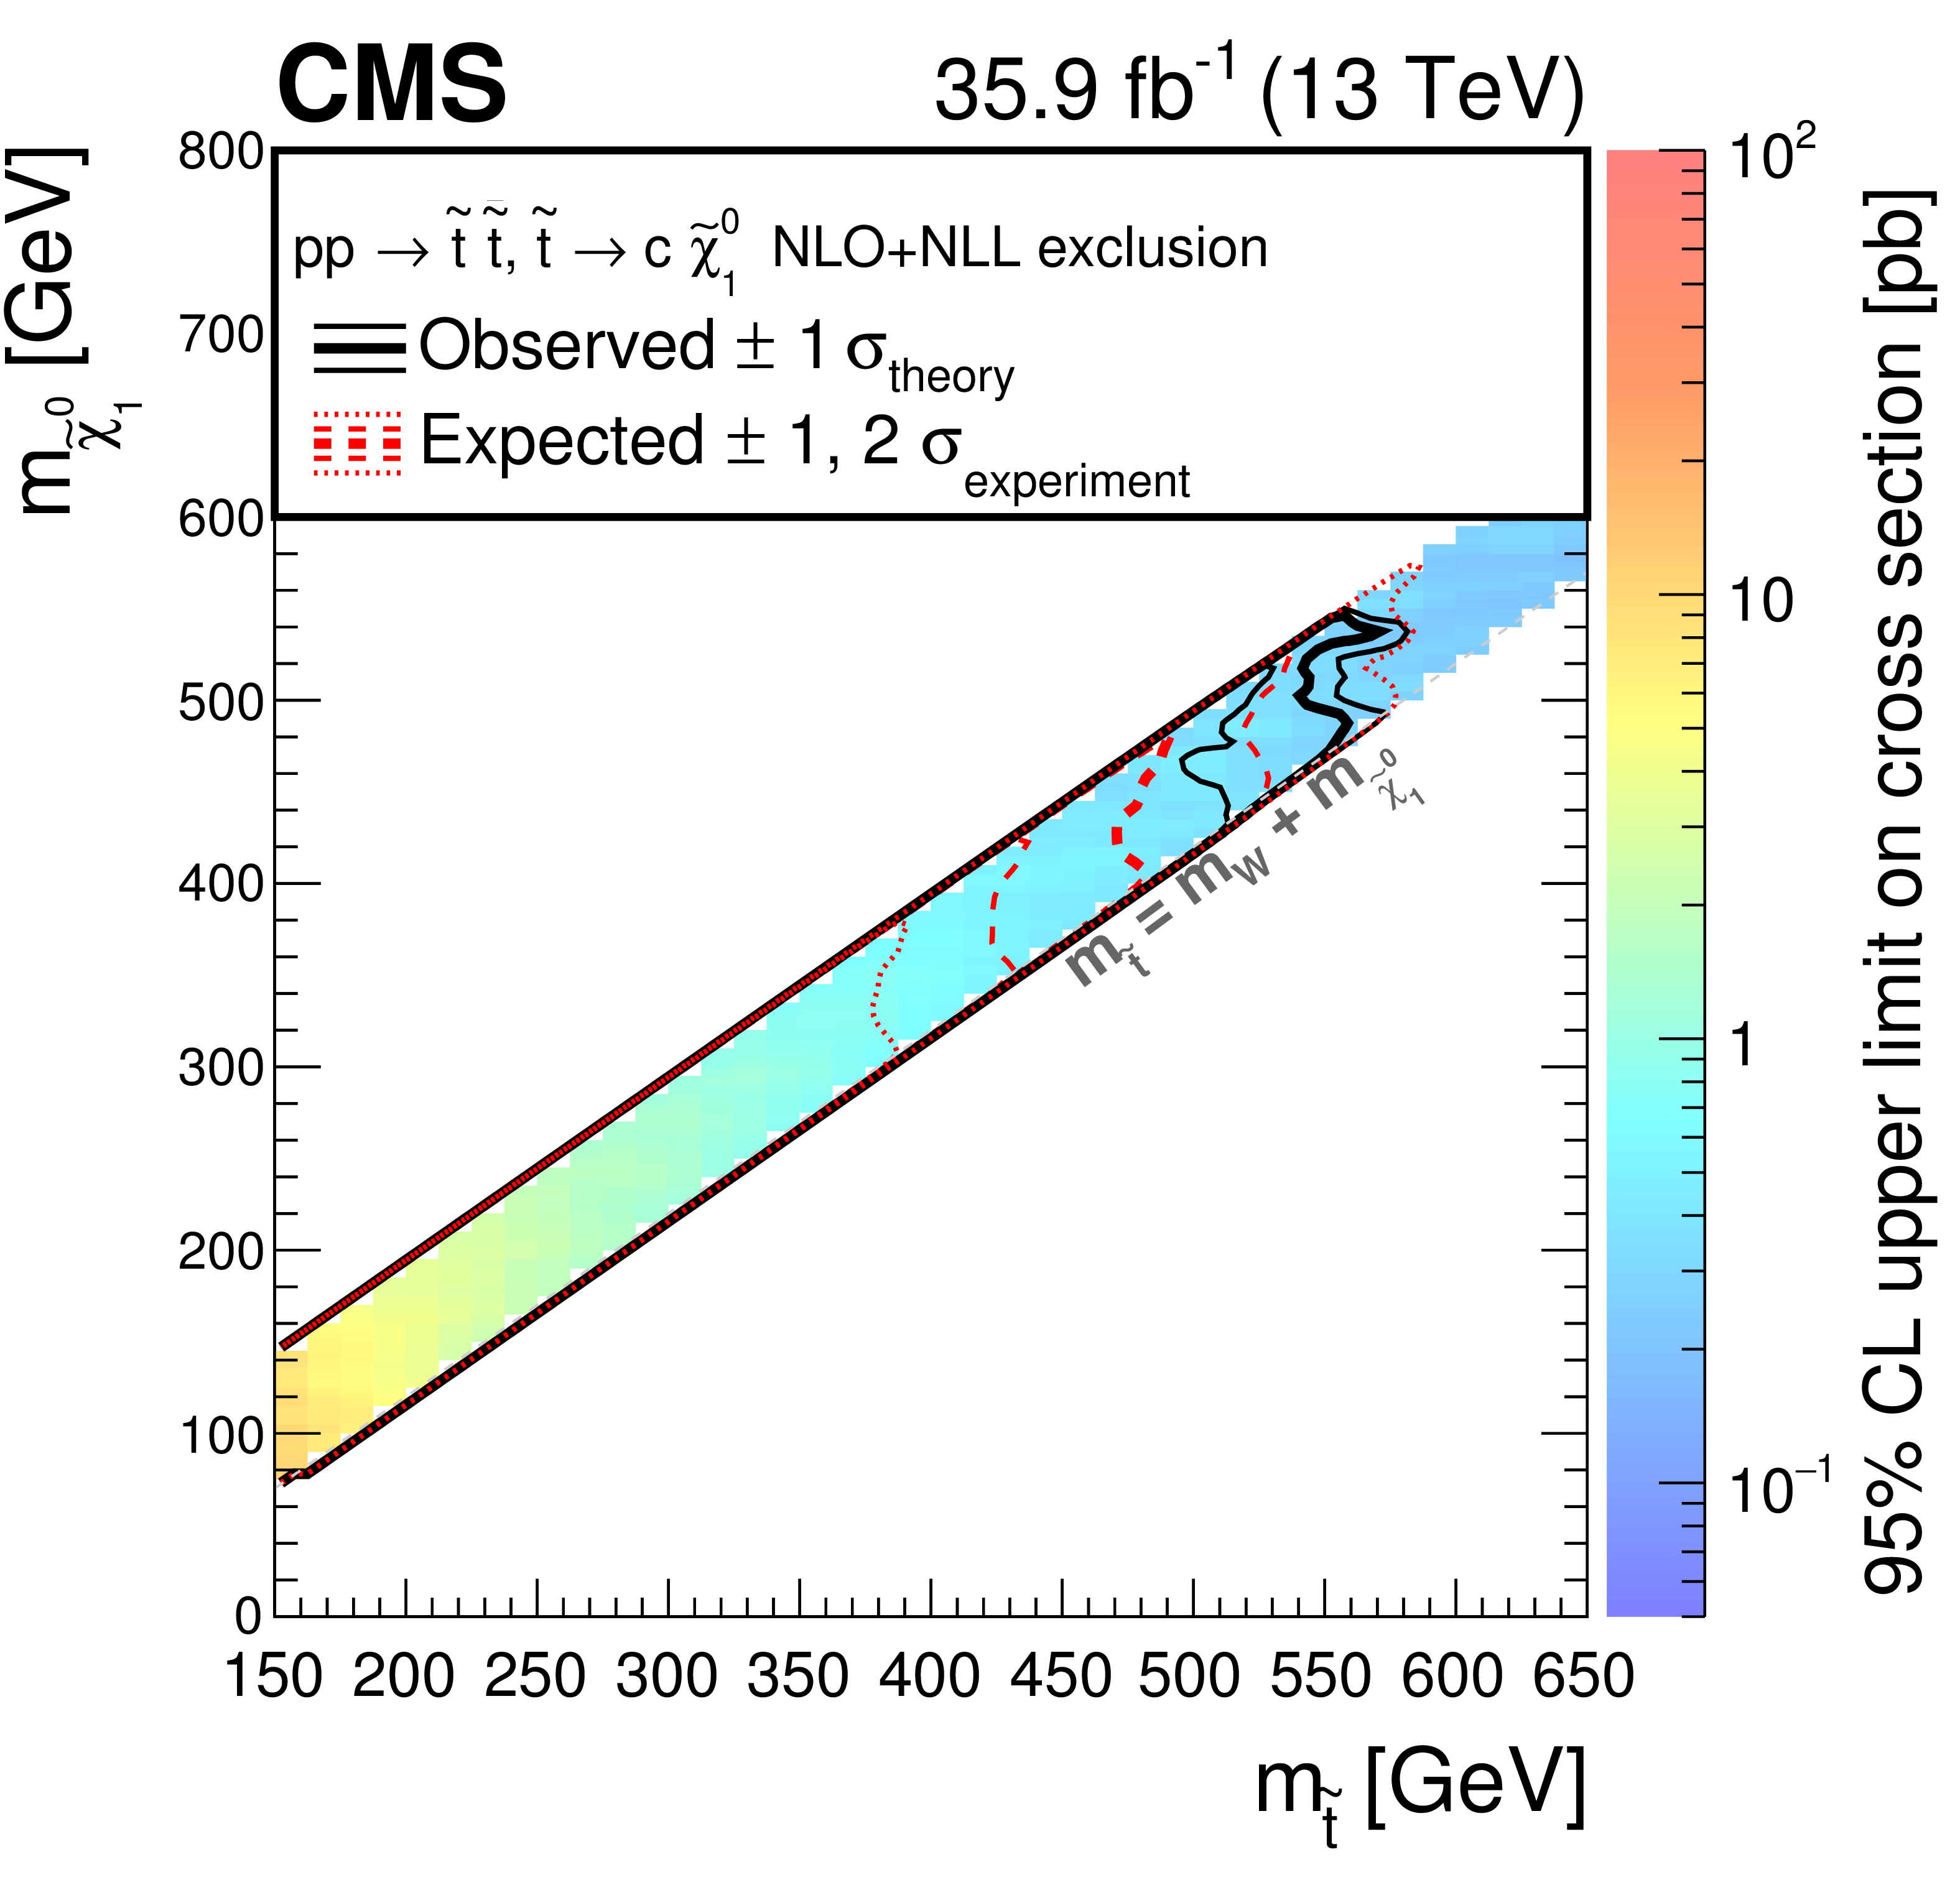 CMS 35.9 fb⁻¹ (13 TeV)
m_χ̃₁⁰ [GeV]
pp → t̃ t̃̄, t̃ → c χ̃₁⁰ NLO+NLL exclusion
Observed ± 1 σ_theory
Expected ± 1, 2 σ_experiment
800
700
600
500
400
300
200
100
0
m_t̃ = m_W + m_χ̃₁⁰
150 200 250 300 350 400 450 500 550 600 650
m_t̃ [GeV]
10²
10
1
10⁻¹
95% CL upper limit on cross section [pb]